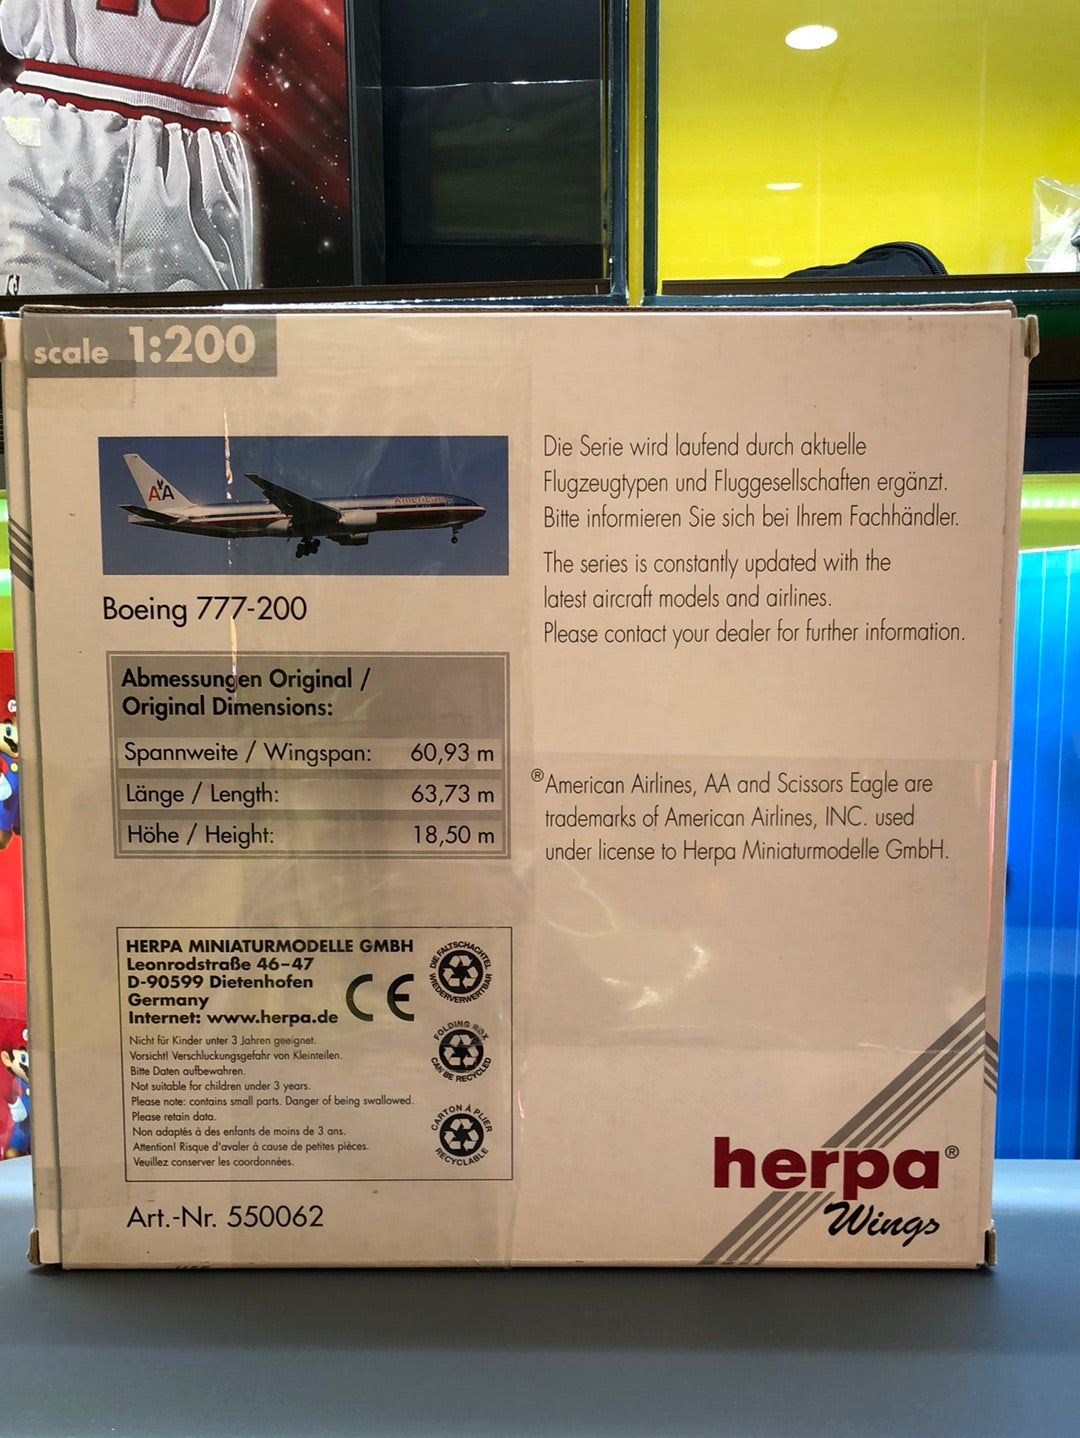 scale 1:200
AA
American
Boeing 777-200
Abmessungen Original /
Original Dimensions:
Spannweite / Wingspan: 60,93 m
Länge / Length: 63,73 m
Höhe / Height: 18,50 m
Die Serie wird laufend durch aktuelle
Flugzeugtypen und Fluggesellschaften ergänzt.
Bitte informieren Sie sich bei Ihrem Fachhändler.
The series is constantly updated with the
latest aircraft models and airlines.
Please contact your dealer for further information.
®American Airlines, AA and Scissors Eagle are
trademarks of American Airlines, INC. used
under license to Herpa Miniaturmodelle GmbH.
HERPA MINIATURMODELLE GMBH
Leonrodstraße 46-47
D-90599 Dietenhofen
Germany
Internet: www.herpa.de
CE
Nicht für Kinder unter 3 Jahren geeignet.
Vorsicht! Verschluckungsgefahr von Kleinteilen.
Bitte Daten aufbewahren.
Not suitable for children under 3 years.
Please note: contains small parts. Danger of being swallowed.
Please retain data.
Non adaptés à des enfants de moins de 3 ans.
Attention! Risque d'avaler à cause de petites pièces.
Veuillez conserver les coordonnées.
DIE FALTSCHACHTEL
WIEDERVERWERTBAR
FOLDING BOX
CAN BE RECYCLED
CARTON À PLIER
RECYCLABLE
Art.-Nr. 550062
herpa®
Wings